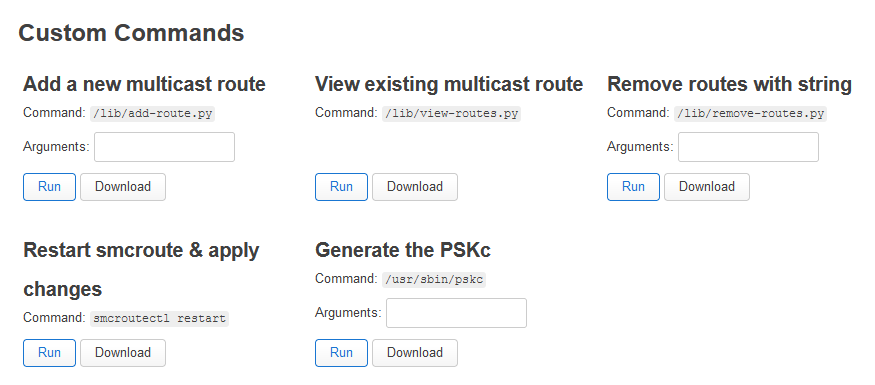 Custom Commands
Add a new multicast route
Command: /lib/add-route.py
Arguments:
Run Download
View existing multicast route
Command: /lib/view-routes.py
Run Download
Remove routes with string
Command: /lib/remove-routes.py
Arguments:
Run Download
Restart smcroute & apply
changes
Command: smcroutectl restart
Run Download
Generate the PSKc
Command: /usr/sbin/pskc
Arguments:
Run Download